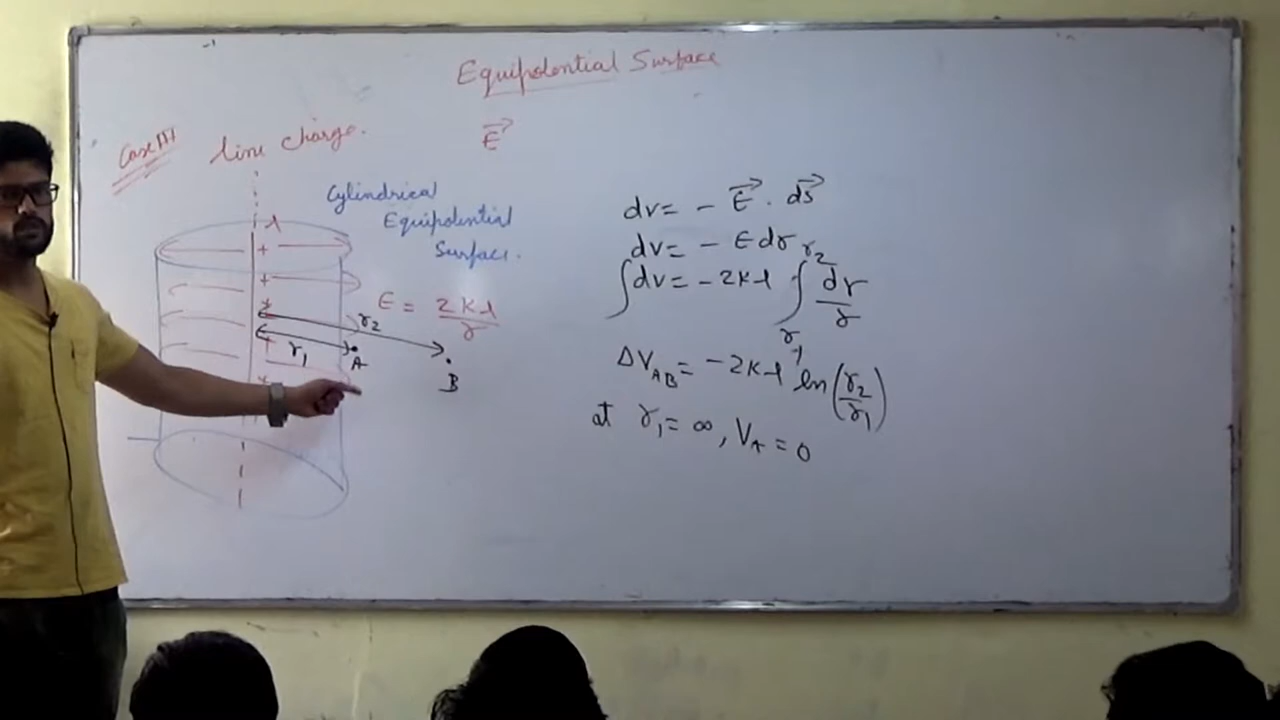 Equipotential Surface
Case III
line charge.
E⃗
Cylindrical
Equipotential
Surface.
λ
+
+
+
+
+
E = 2Kλ/r
r₂
r₁
A
B
dv = - E⃗ . ds⃗
dv = - E dr
∫dv = - 2Kλ ∫_{r₁}^{r₂} dr/r
ΔV_AB = - 2Kλ ln(r₂/r₁)
at r₁ = ∞, V_A = 0